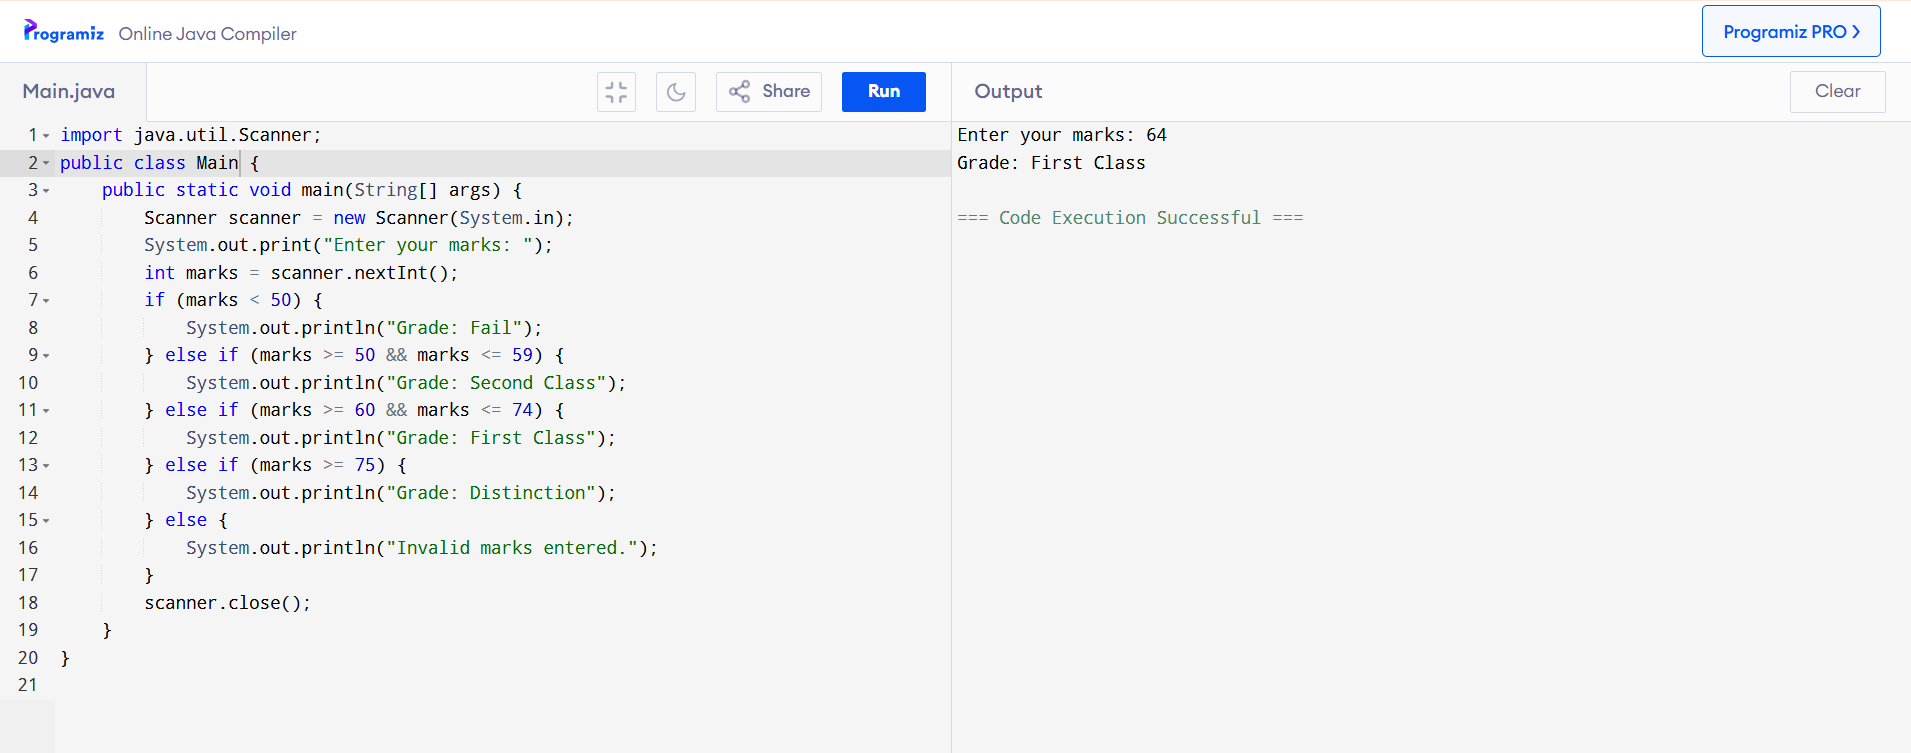 Programiz Online Java Compiler
Programiz PRO
Main.java
Share
Run
Output
Clear
1 import java.util.Scanner;
2 public class Main {
3     public static void main(String[] args) {
4         Scanner scanner = new Scanner(System.in);
5         System.out.print("Enter your marks: ");
6         int marks = scanner.nextInt();
7         if (marks < 50) {
8             System.out.println("Grade: Fail");
9         } else if (marks >= 50 && marks <= 59) {
10             System.out.println("Grade: Second Class");
11         } else if (marks >= 60 && marks <= 74) {
12             System.out.println("Grade: First Class");
13         } else if (marks >= 75) {
14             System.out.println("Grade: Distinction");
15         } else {
16             System.out.println("Invalid marks entered.");
17         }
18         scanner.close();
19     }
20 }
21
Enter your marks: 64
Grade: First Class
=== Code Execution Successful ===